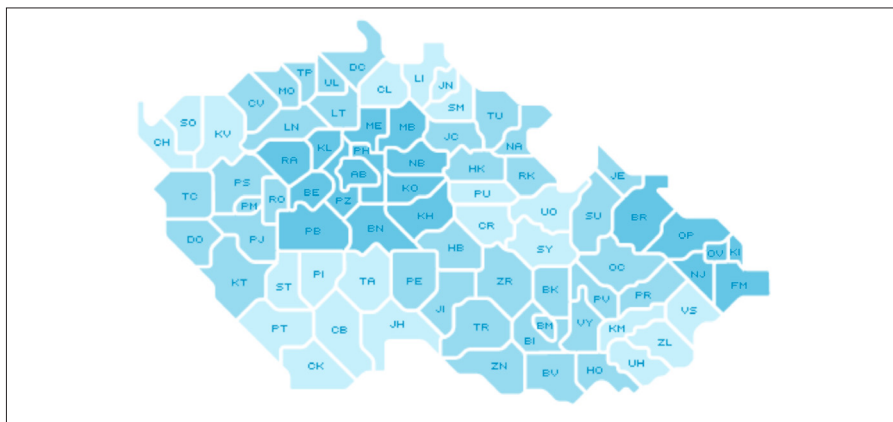 DC
TP
UL
LI
CL
JN
MO
CV
SM
LT
TU
SO
ME
MB
LN
KV
JC
CH
NA
KL
PH
RA
NB
HK
AB
RK
JE
PS
KO
BE
PU
TC
RO
PZ
PM
UO
SU
BR
KH
CR
PB
BN
OP
DO
PJ
HB
SY
OV
KI
OC
NJ
PI
KT
ST
TA
PE
ZR
BK
FM
PR
PV
VS
JI
PT
CB
JH
TR
BM
VY
KM
BI
ZL
CK
ZN
UH
BV
HO